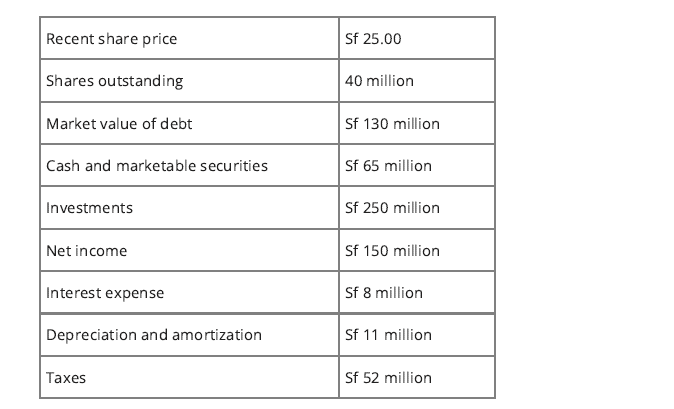 Recent share price Sf 25.00
Shares outstanding 40 million
Market value of debt Sf 130 million
Cash and marketable securities Sf 65 million
Investments Sf 250 million
Net income Sf 150 million
Interest expense Sf 8 million
Depreciation and amortization Sf 11 million
Taxes Sf 52 million